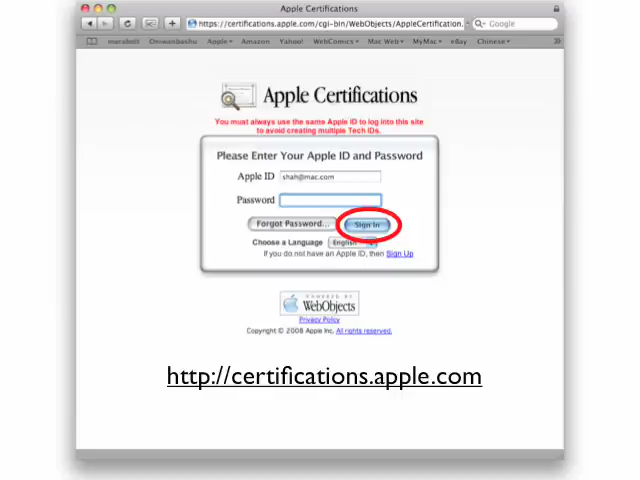 Apple Certifications
https://certifications.apple.com/cgi-bin/WebObjects/AppleCertification.
Google
marabolt Omiwanbashu Apple Amazon Yahoo! WebComics Mac Web MyMac eBay Chinese
Apple Certifications
You must always use the same Apple ID to log into this site
to avoid creating multiple Tech IDs.
Please Enter Your Apple ID and Password
Apple ID shah@mac.com
Password
Forgot Password... Sign In
Choose a Language English
If you do not have an Apple ID, then Sign Up
POWERED BY
WebObjects
Privacy Policy
Copyright © 2008 Apple Inc. All rights reserved.
http://certifications.apple.com